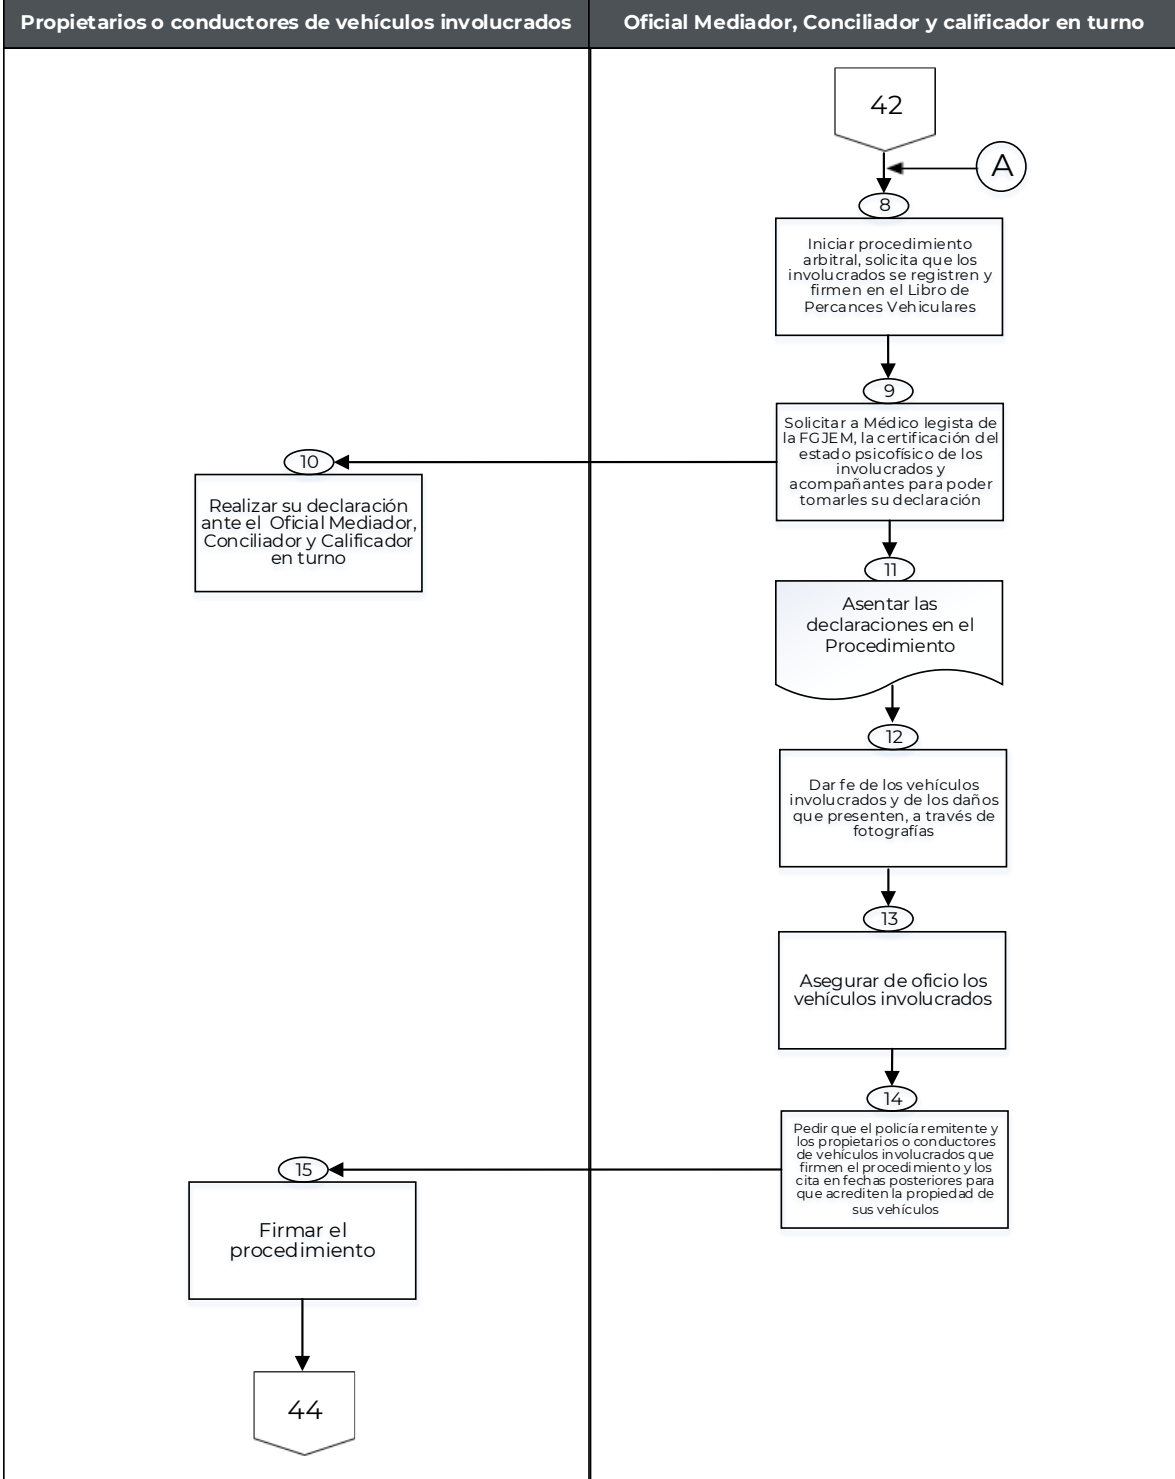 Propietarios o conductores de vehículos involucrados
Oficial Mediador, Conciliador y calificador en turno
42
A
8
Iniciar procedimiento
arbitral, solicita que los
involucrados se registren y
firmen en el Libro de
Percances Vehiculares
9
Solicitar a Médico legista de
la FGJEM, la certificación del
estado psicofísico de los
involucrados y
acompañantes para poder
tomarles su declaración
10
Realizar su declaración
ante el Oficial Mediador,
Conciliador y Calificador
en turno
11
Asentar las
declaraciones en el
Procedimiento
12
Dar fe de los vehículos
involucrados y de los daños
que presenten, a través de
fotografías
13
Asegurar de oficio los
vehículos involucrados
14
Pedir que el policía remitente y
los propietarios o conductores
de vehículos involucrados que
firmen el procedimiento y los
cita en fechas posteriores para
que acrediten la propiedad de
sus vehículos
15
Firmar el
procedimiento
44